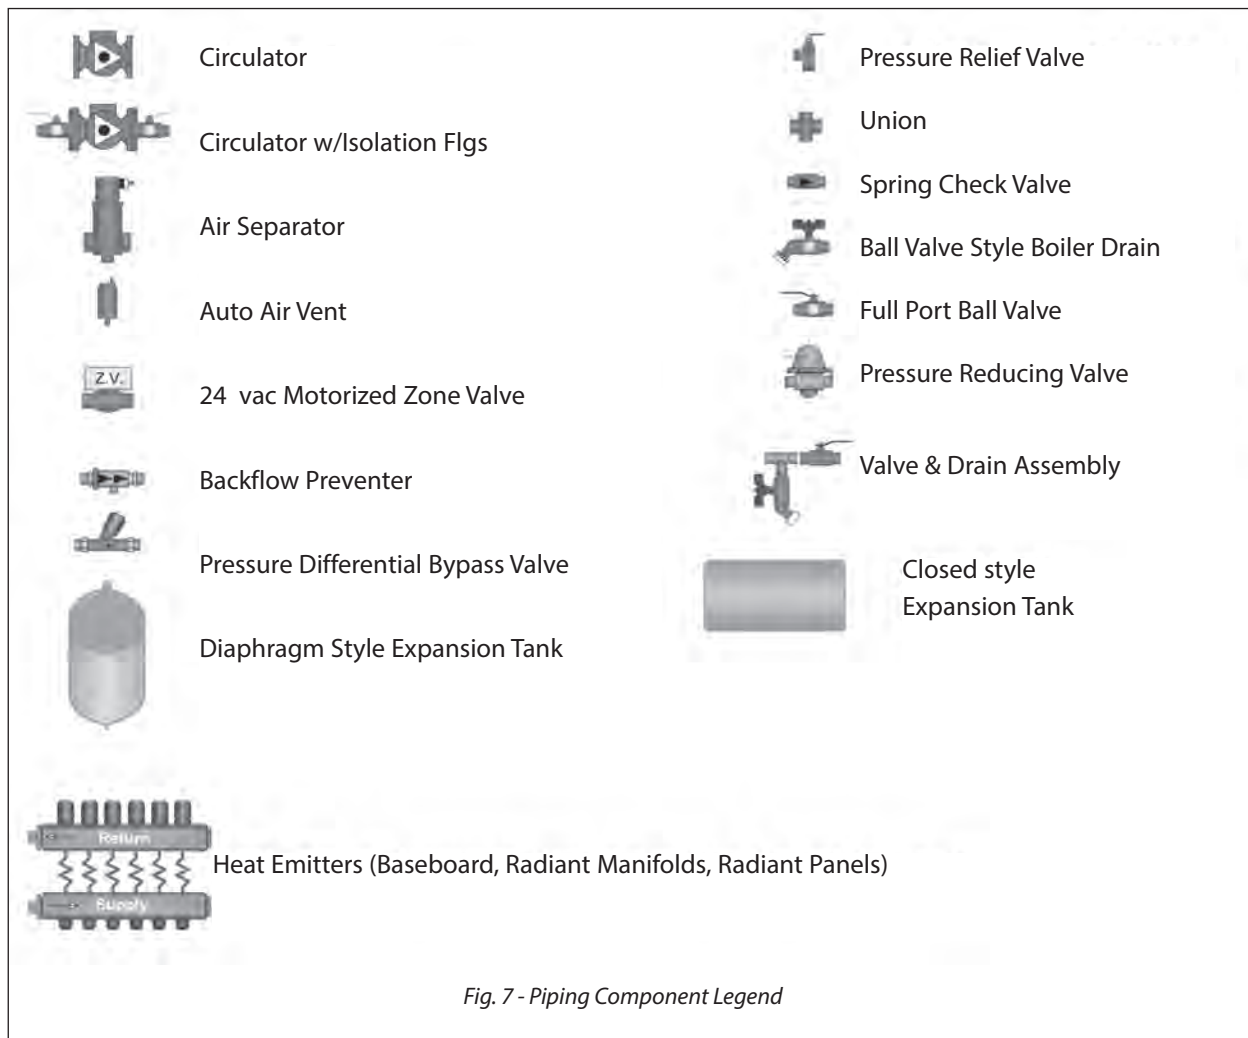 Circulator
Circulator w/Isolation Flgs
Air Separator
Auto Air Vent
Z.V.
24 vac Motorized Zone Valve
Backflow Preventer
Pressure Differential Bypass Valve
Diaphragm Style Expansion Tank
Pressure Relief Valve
Union
Spring Check Valve
Ball Valve Style Boiler Drain
Full Port Ball Valve
Pressure Reducing Valve
Valve & Drain Assembly
Closed style
Expansion Tank
Return
Heat Emitters (Baseboard, Radiant Manifolds, Radiant Panels)
Supply
Fig. 7 - Piping Component Legend